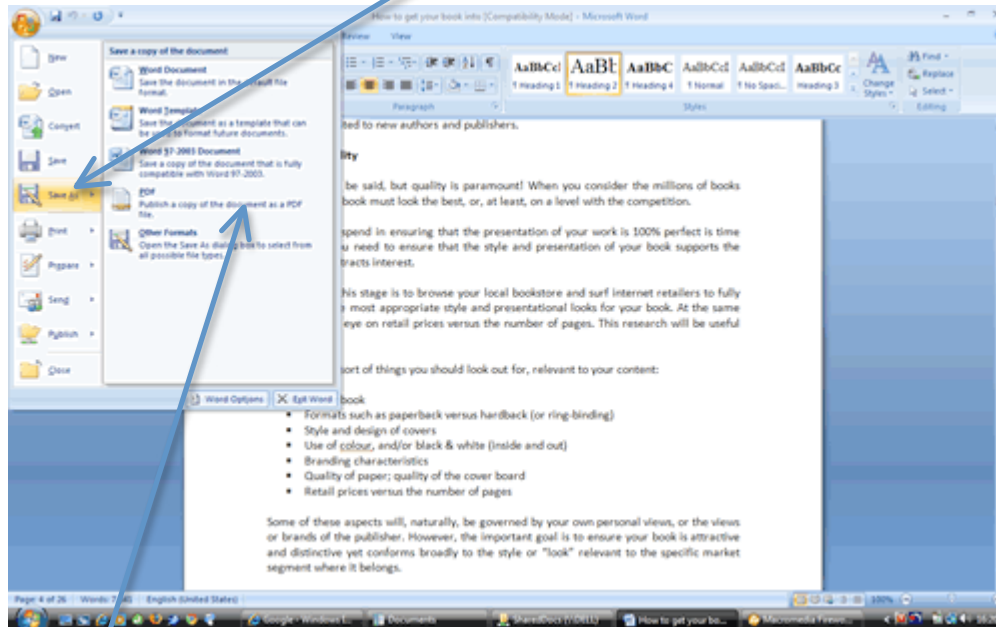 How to get your book into [Compatibility Mode] - Microsoft Word
Review View
New
Open
Convert
Save
Save As
Print
Prepare
Send
Publish
Close
Save a copy of the document
Word Document
Save the document in the default file
format.
Word Template
Save the document as a template that can
be used to format future documents.
Word 97-2003 Document
Save a copy of the document that is fully
compatible with Word 97-2003.
PDF
Publish a copy of the document as a PDF
file.
Other Formats
Open the Save As dialog box to select from
all possible file types.
Word Options Exit Word
AaBbCcI AaBb AaBbC AaBbCcI AaBbCcI AaBbCc
Heading 1 Heading 2 Heading 4 Normal No Spaci... Heading 3
Change
Styles
Find
Replace
Select
Paragraph Styles Editing
ted to new authors and publishers.
lity
be said, but quality is paramount! When you consider the millions of books
book must look the best, or, at least, on a level with the competition.
spend in ensuring that the presentation of your work is 100% perfect is time
u need to ensure that the style and presentation of your book supports the
tracts interest.
his stage is to browse your local bookstore and surf internet retailers to fully
most appropriate style and presentational looks for your book. At the same
eye on retail prices versus the number of pages. This research will be useful
sort of things you should look out for, relevant to your content:
book
Formats such as paperback versus hardback (or ring-binding)
Style and design of covers
Use of colour, and/or black & white (inside and out)
Branding characteristics
Quality of paper; quality of the cover board
Retail prices versus the number of pages
Some of these aspects will, naturally, be governed by your own personal views, or the views
or brands of the publisher. However, the important goal is to ensure your book is attractive
and distinctive yet conforms broadly to the style or "look" relevant to the specific market
segment where it belongs.
Page: 4 of 26 Words: English (United States) 100%
Google - Windows I... Documents SharedDocs (\\DELL) How to get your bo... Macromedia Firewo... 16:20